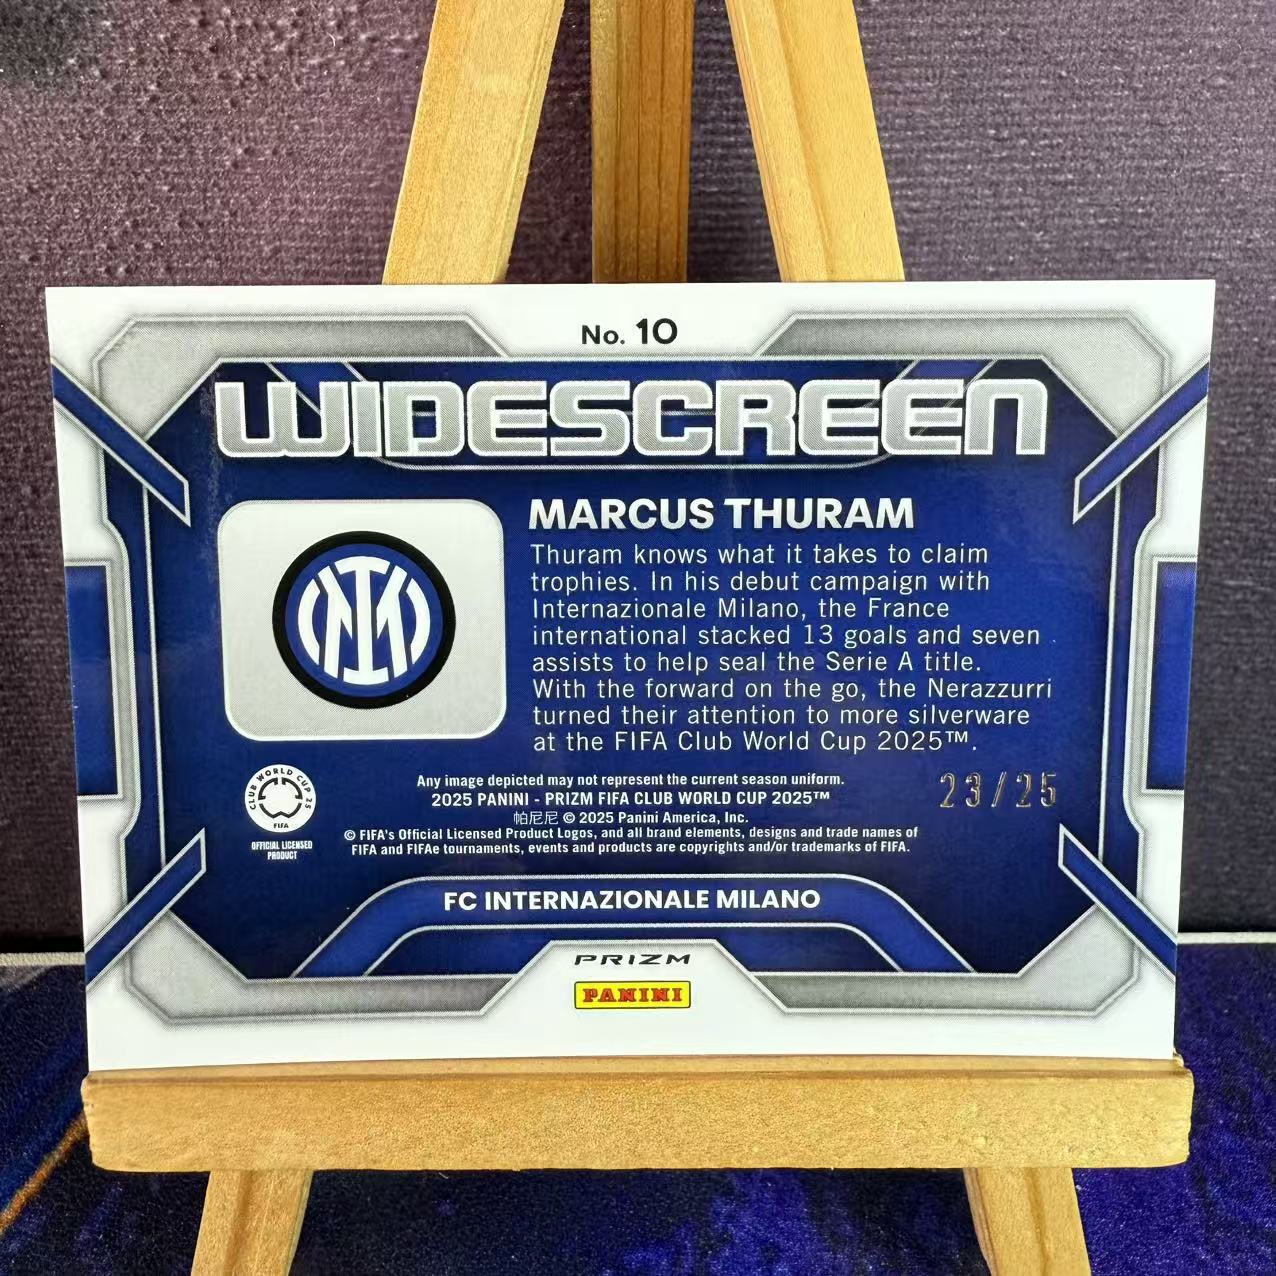 No. 10
WIDESCREEN
MARCUS THURAM
Thuram knows what it takes to claim
trophies. In his debut campaign with
Internazionale Milano, the France
international stacked 13 goals and seven
assists to help seal the Serie A title.
With the forward on the go, the Nerazzurri
turned their attention to more silverware
at the FIFA Club World Cup 2025™.
CLUB WORLD CUP 25
FIFA
OFFICIAL LICENSED
PRODUCT
Any image depicted may not represent the current season uniform.
2025 PANINI - PRIZM FIFA CLUB WORLD CUP 2025™
帕尼尼 © 2025 Panini America, Inc.
© FIFA's Official Licensed Product Logos, and all brand elements, designs and trade names of
FIFA and FIFAe tournaments, events and products are copyrights and/or trademarks of FIFA.
23/25
FC INTERNAZIONALE MILANO
PRIZM
PANINI